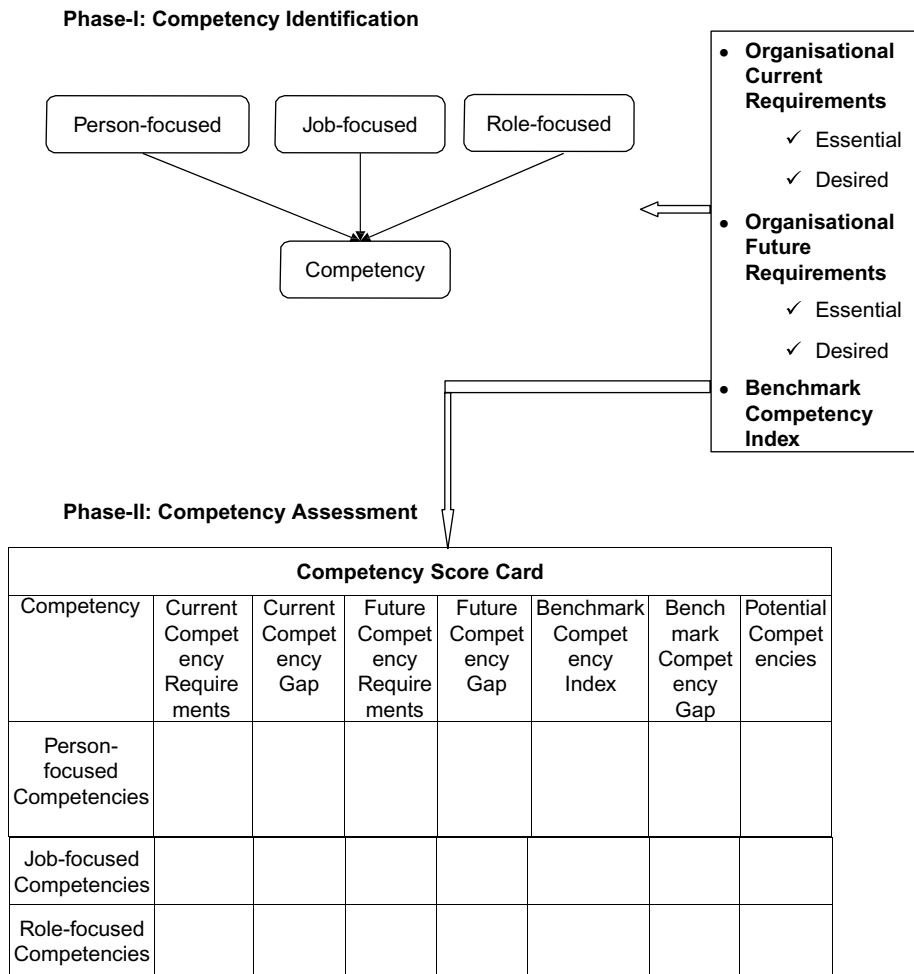 Phase-I: Competency Identification
Person-focused
Job-focused
Role-focused
Competency
• Organisational
Current
Requirements
✓ Essential
✓ Desired
• Organisational
Future
Requirements
✓ Essential
✓ Desired
• Benchmark
Competency
Index
Phase-II: Competency Assessment
Competency Score Card
Competency
Current
Compet
ency
Require
ments
Current
Compet
ency
Gap
Future
Compet
ency
Require
ments
Future
Compet
ency
Gap
Benchmark
Compet
ency
Index
Bench
mark
Compet
ency
Gap
Potential
Compet
encies
Person-
focused
Competencies
Job-focused
Competencies
Role-focused
Competencies